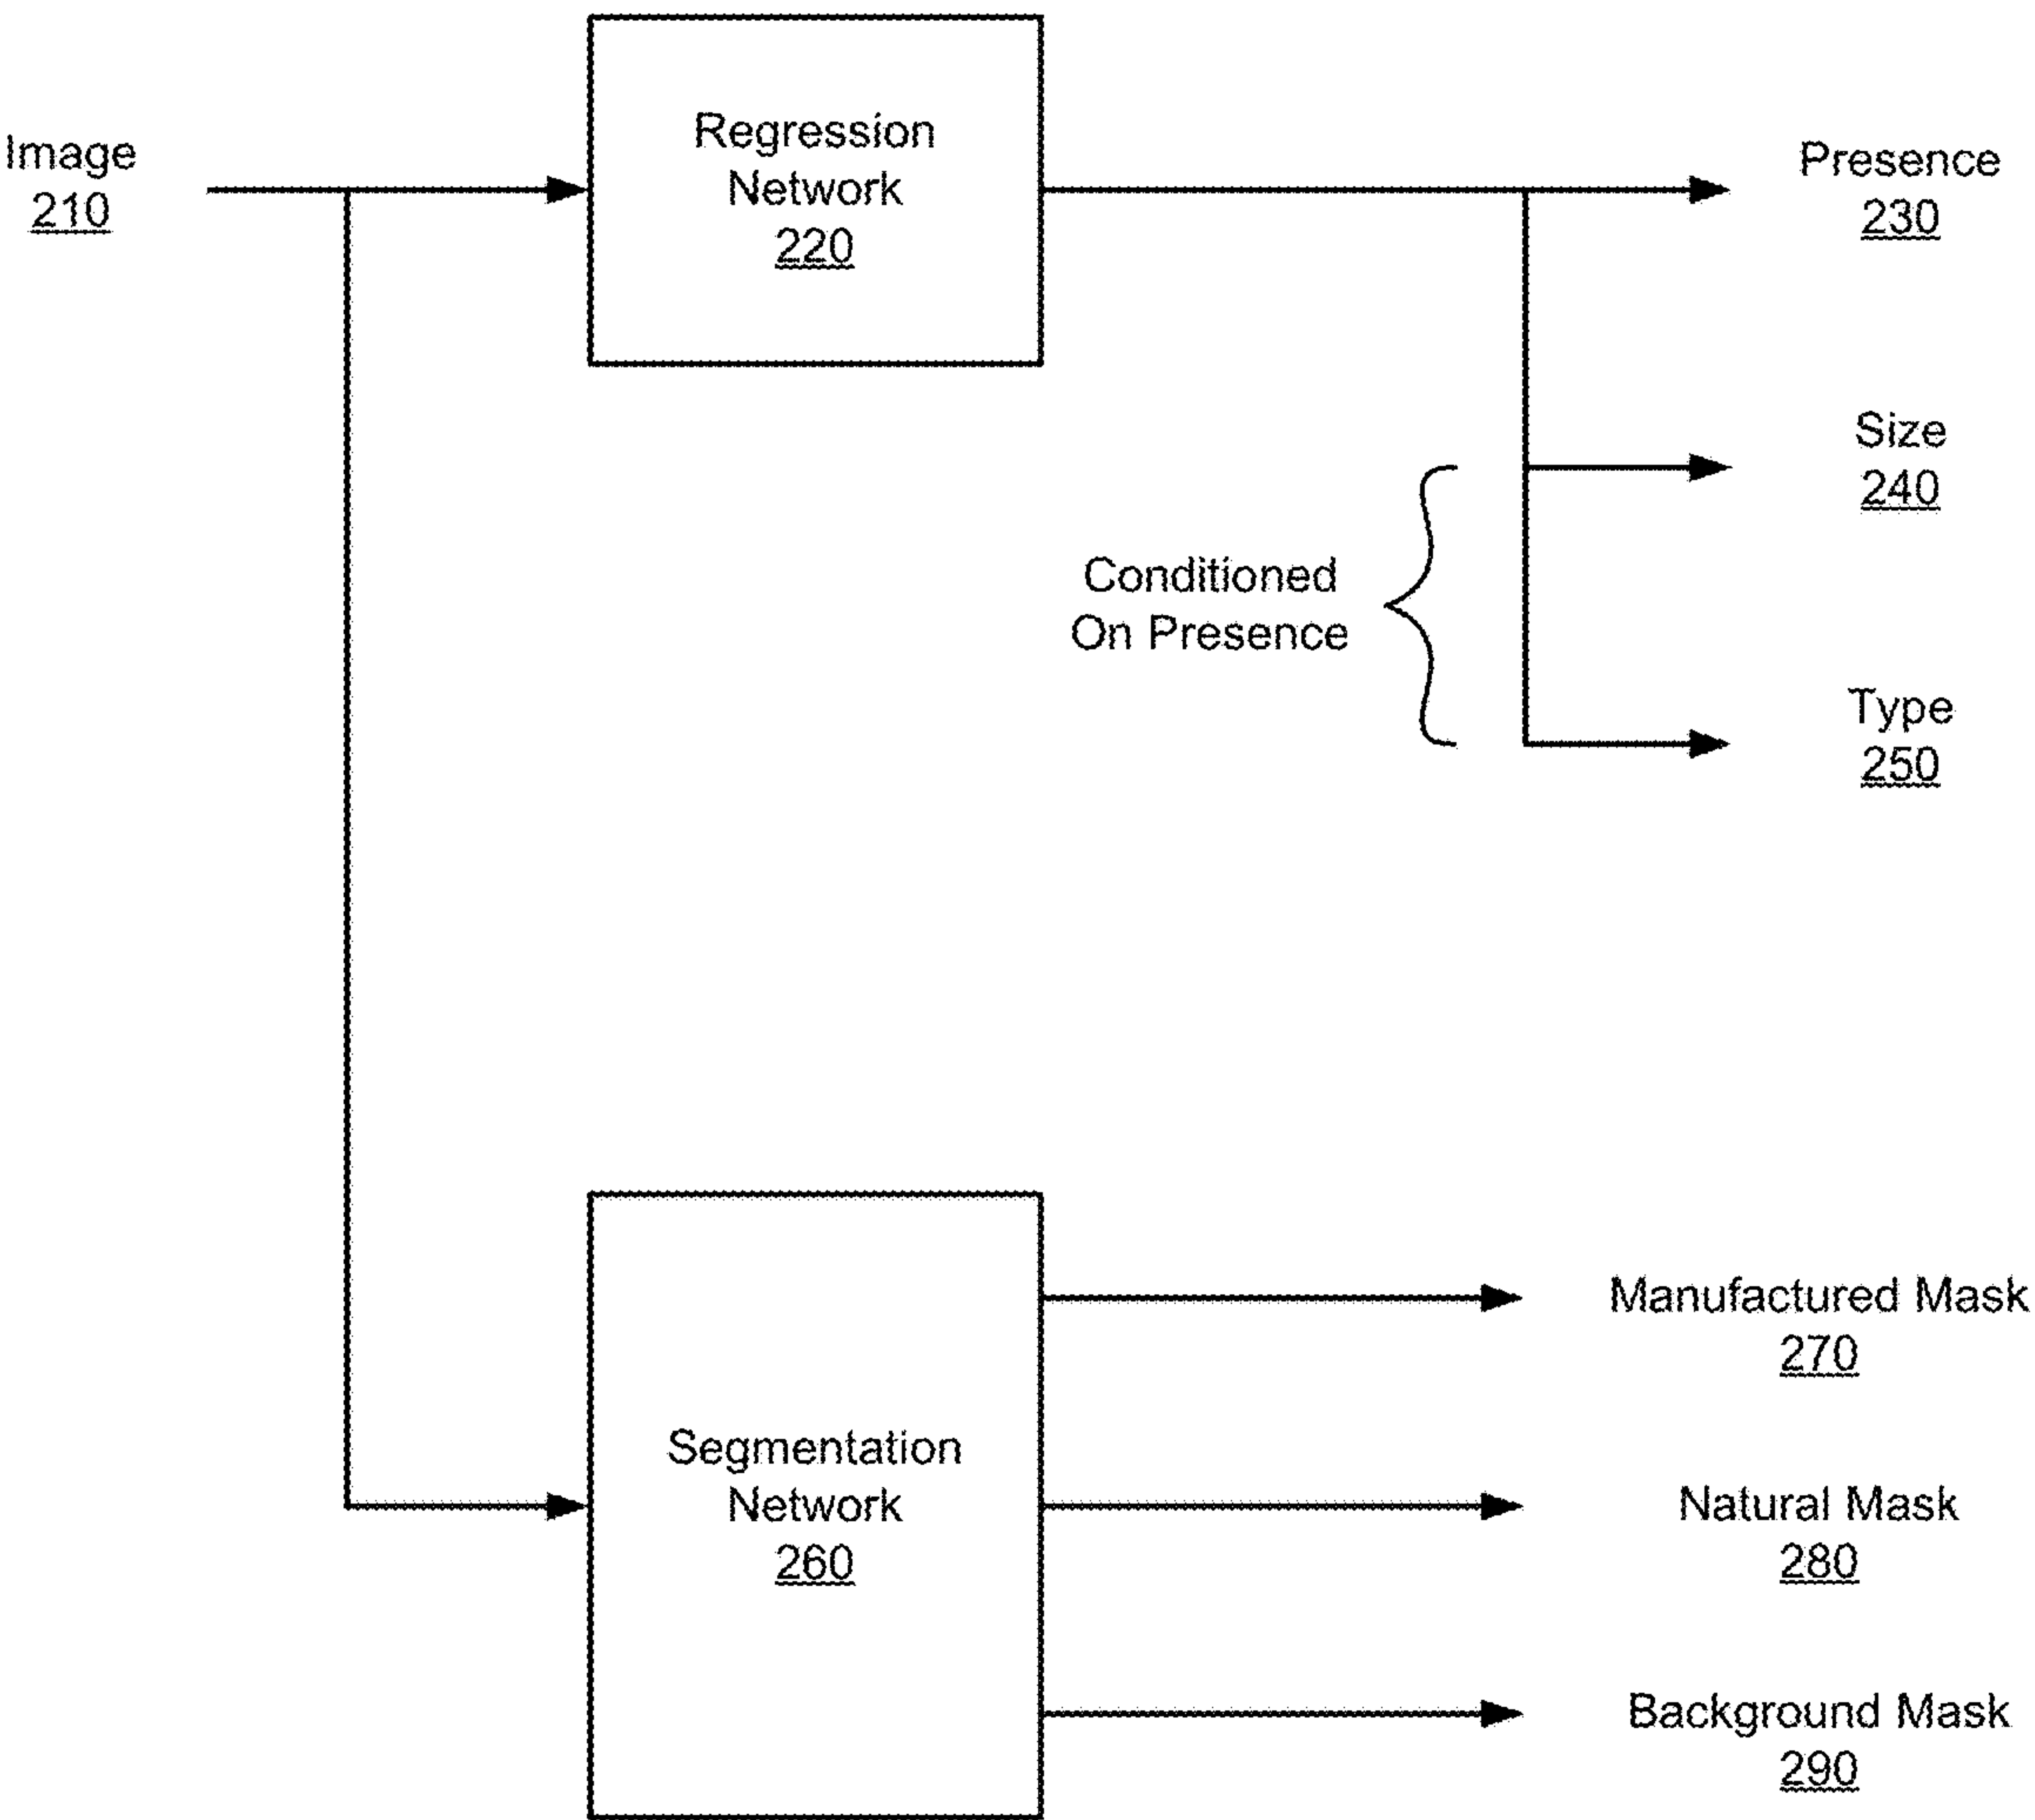 Image
210
Regression
Network
220
Presence
230
Size
240
Conditioned
On Presence
Type
250
Segmentation
Network
260
Manufactured Mask
270
Natural Mask
280
Background Mask
290